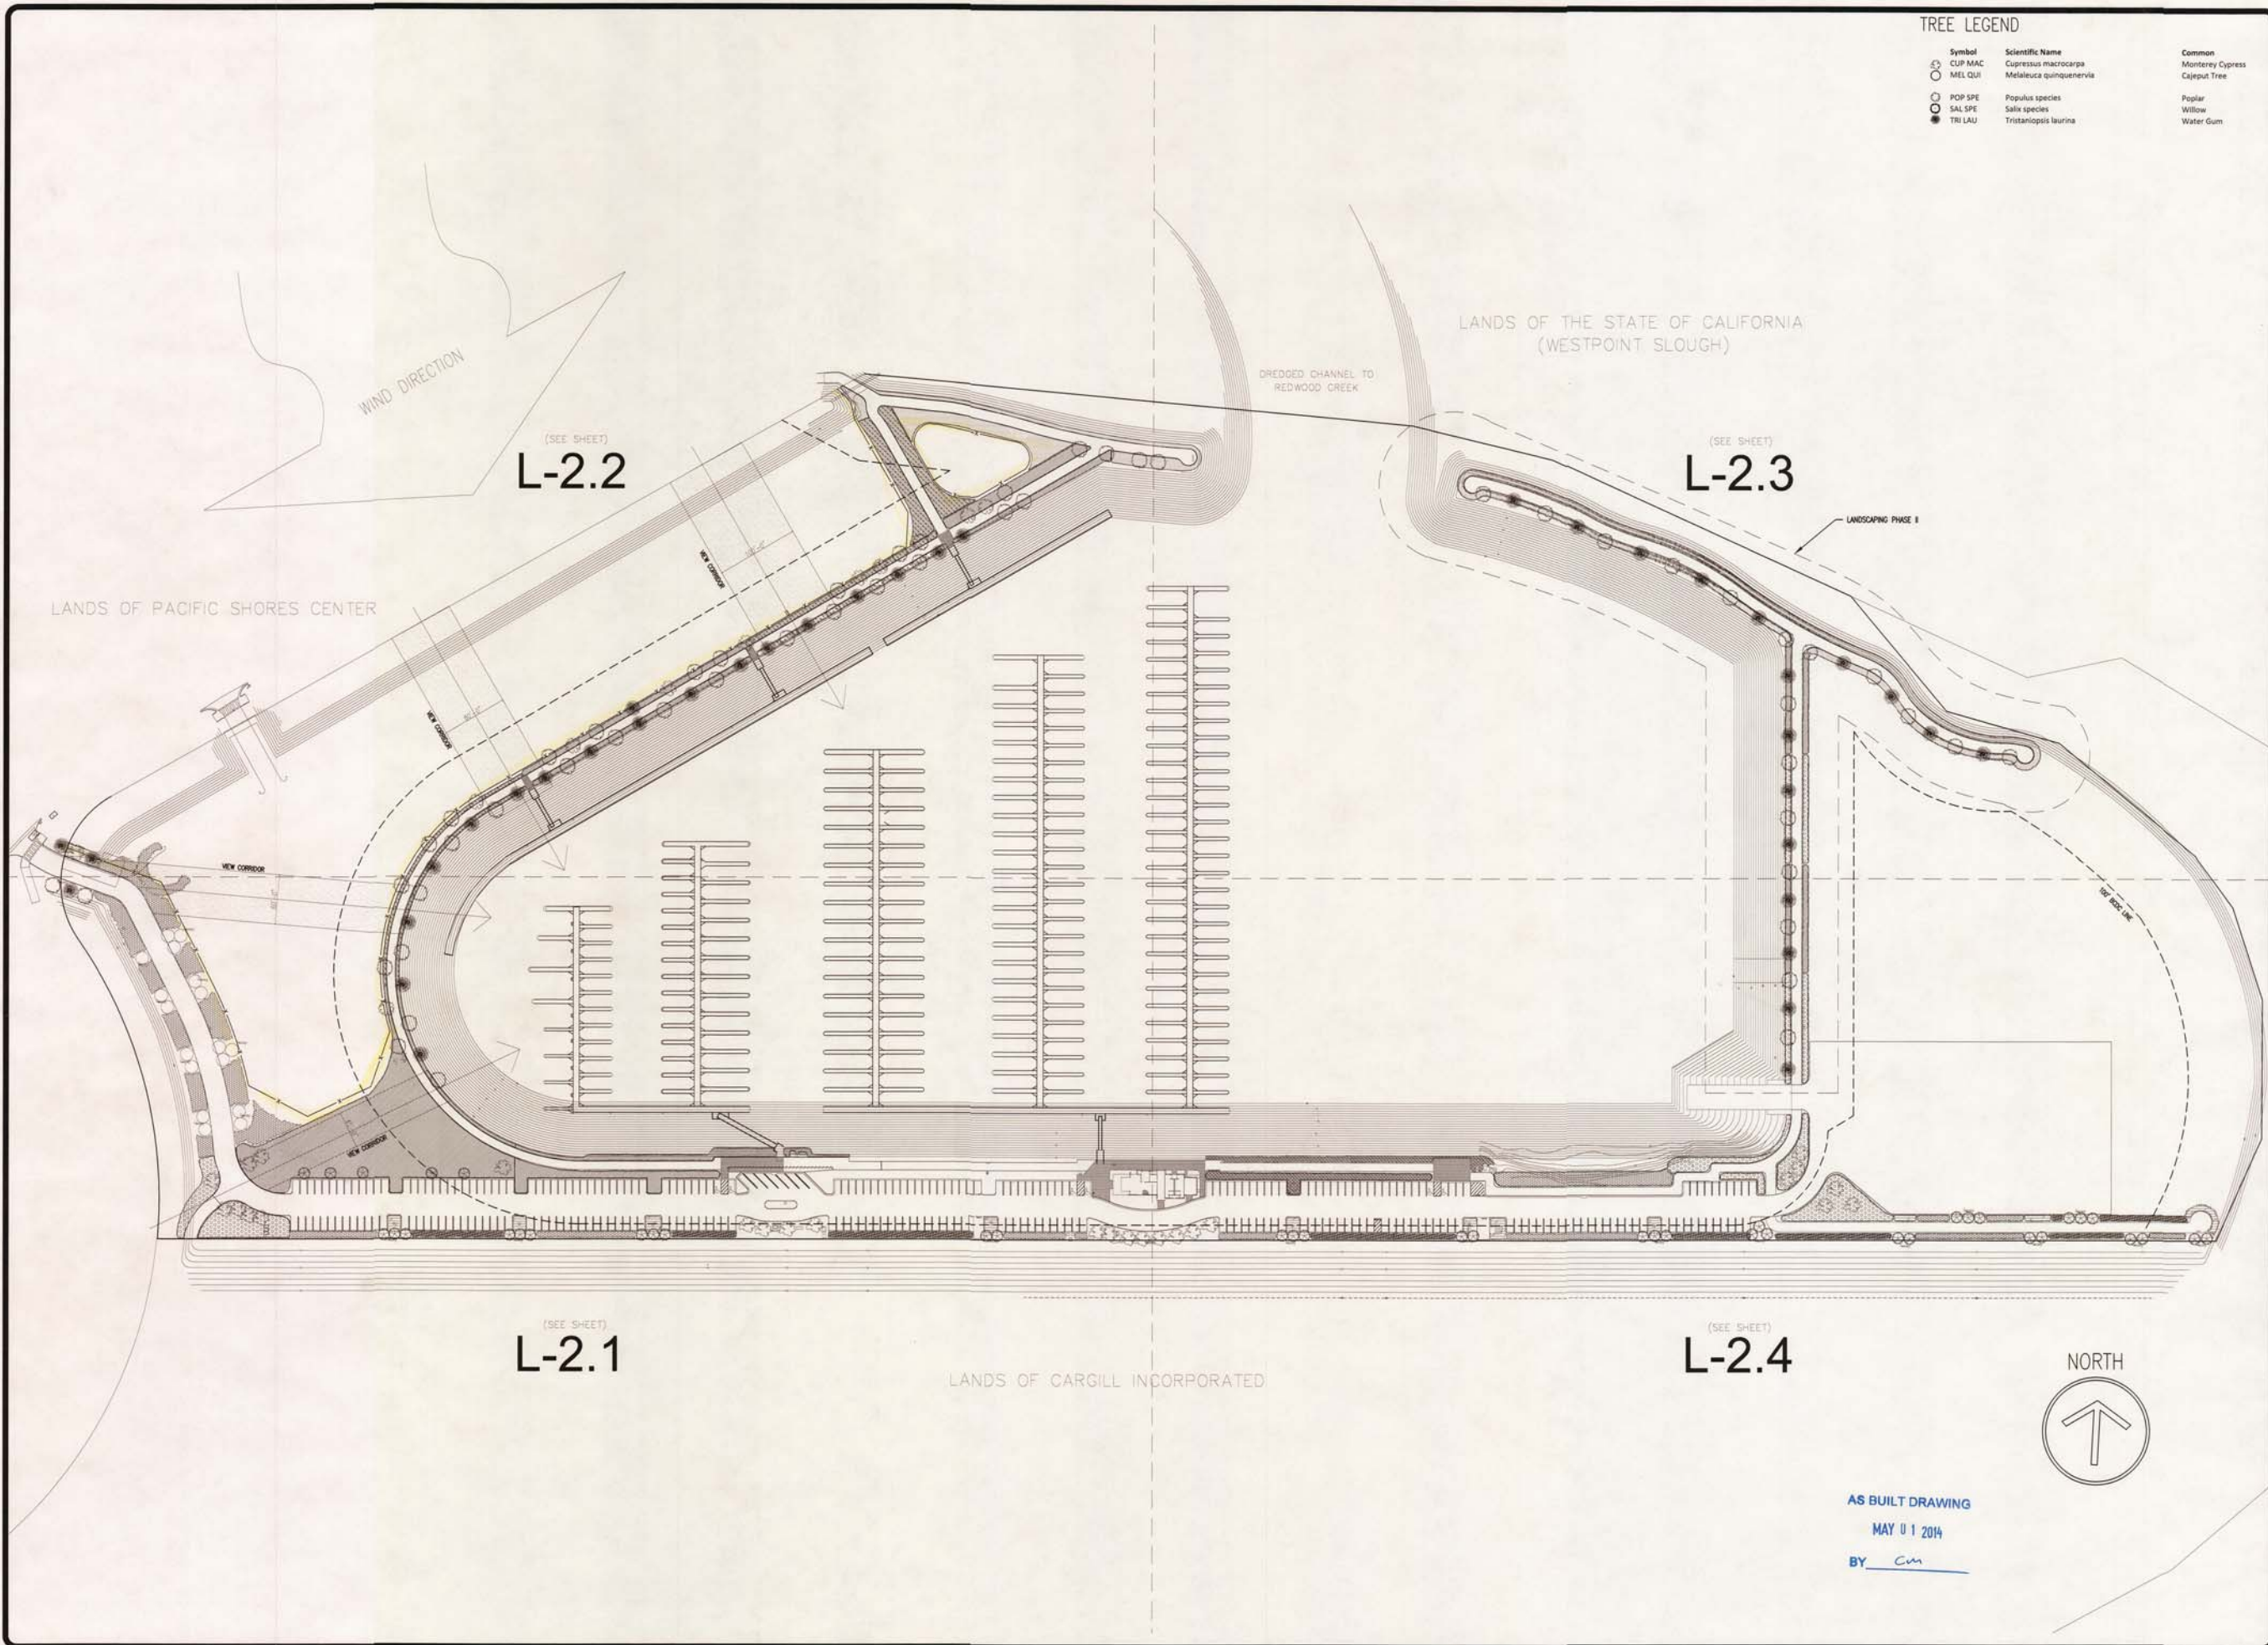 TREE LEGEND
Symbol Scientific Name Common
CUP MAC Cupressus macrocarpa Monterey Cypress
MEL QUI Melaleuca quinquenervia Cajeput Tree
POP SPE Populus species Poplar
SAL SPE Salix species Willow
TRI LAU Tristaniopsis laurina Water Gum
LANDS OF THE STATE OF CALIFORNIA
(WESTPOINT SLOUGH)
DREDGED CHANNEL TO
REDWOOD CREEK
WIND DIRECTION
(SEE SHEET)
L-2.2
(SEE SHEET)
L-2.3
LANDSCAPING PHASE II
VIEW CORRIDOR
LANDS OF PACIFIC SHORES CENTER
VIEW CORRIDOR
VIEW CORRIDOR
100' BCDC LINE
VIEW CORRIDOR
(SEE SHEET)
L-2.1
(SEE SHEET)
L-2.4
LANDS OF CARGILL INCORPORATED
NORTH
AS BUILT DRAWING
MAY 01 2014
BY CM